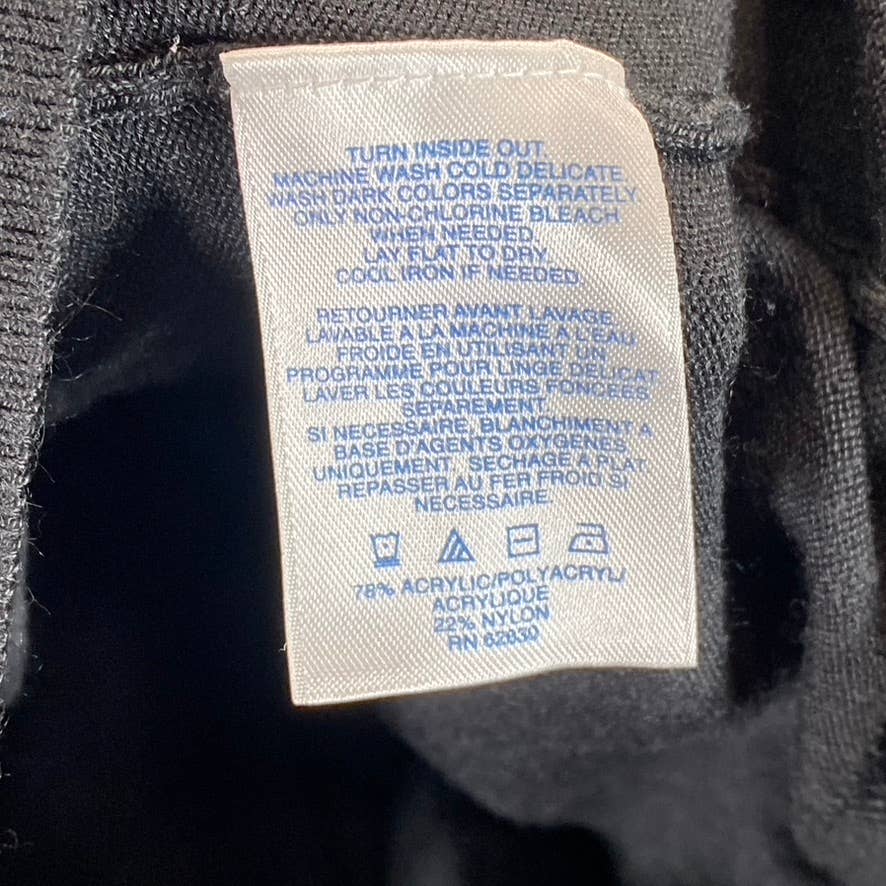 TURN INSIDE OUT.
MACHINE WASH COLD DELICATE.
WASH DARK COLORS SEPARATELY.
ONLY NON-CHLORINE BLEACH
WHEN NEEDED.
LAY FLAT TO DRY.
COOL IRON IF NEEDED.
RETOURNER AVANT LAVAGE.
LAVABLE A LA MACHINE A L'EAU
FROIDE EN UTILISANT UN
PROGRAMME POUR LINGE DELICAT.
LAVER LES COULEURS FONCEES
SEPAREMENT.
SI NECESSAIRE, BLANCHIMENT A
BASE D'AGENTS OXYGENES
UNIQUEMENT. SECHAGE A PLAT.
REPASSER AU FER FROID SI
NECESSAIRE.
78% ACRYLIC/POLYACRYL/
ACRYLIQUE
22% NYLON
RN 62830